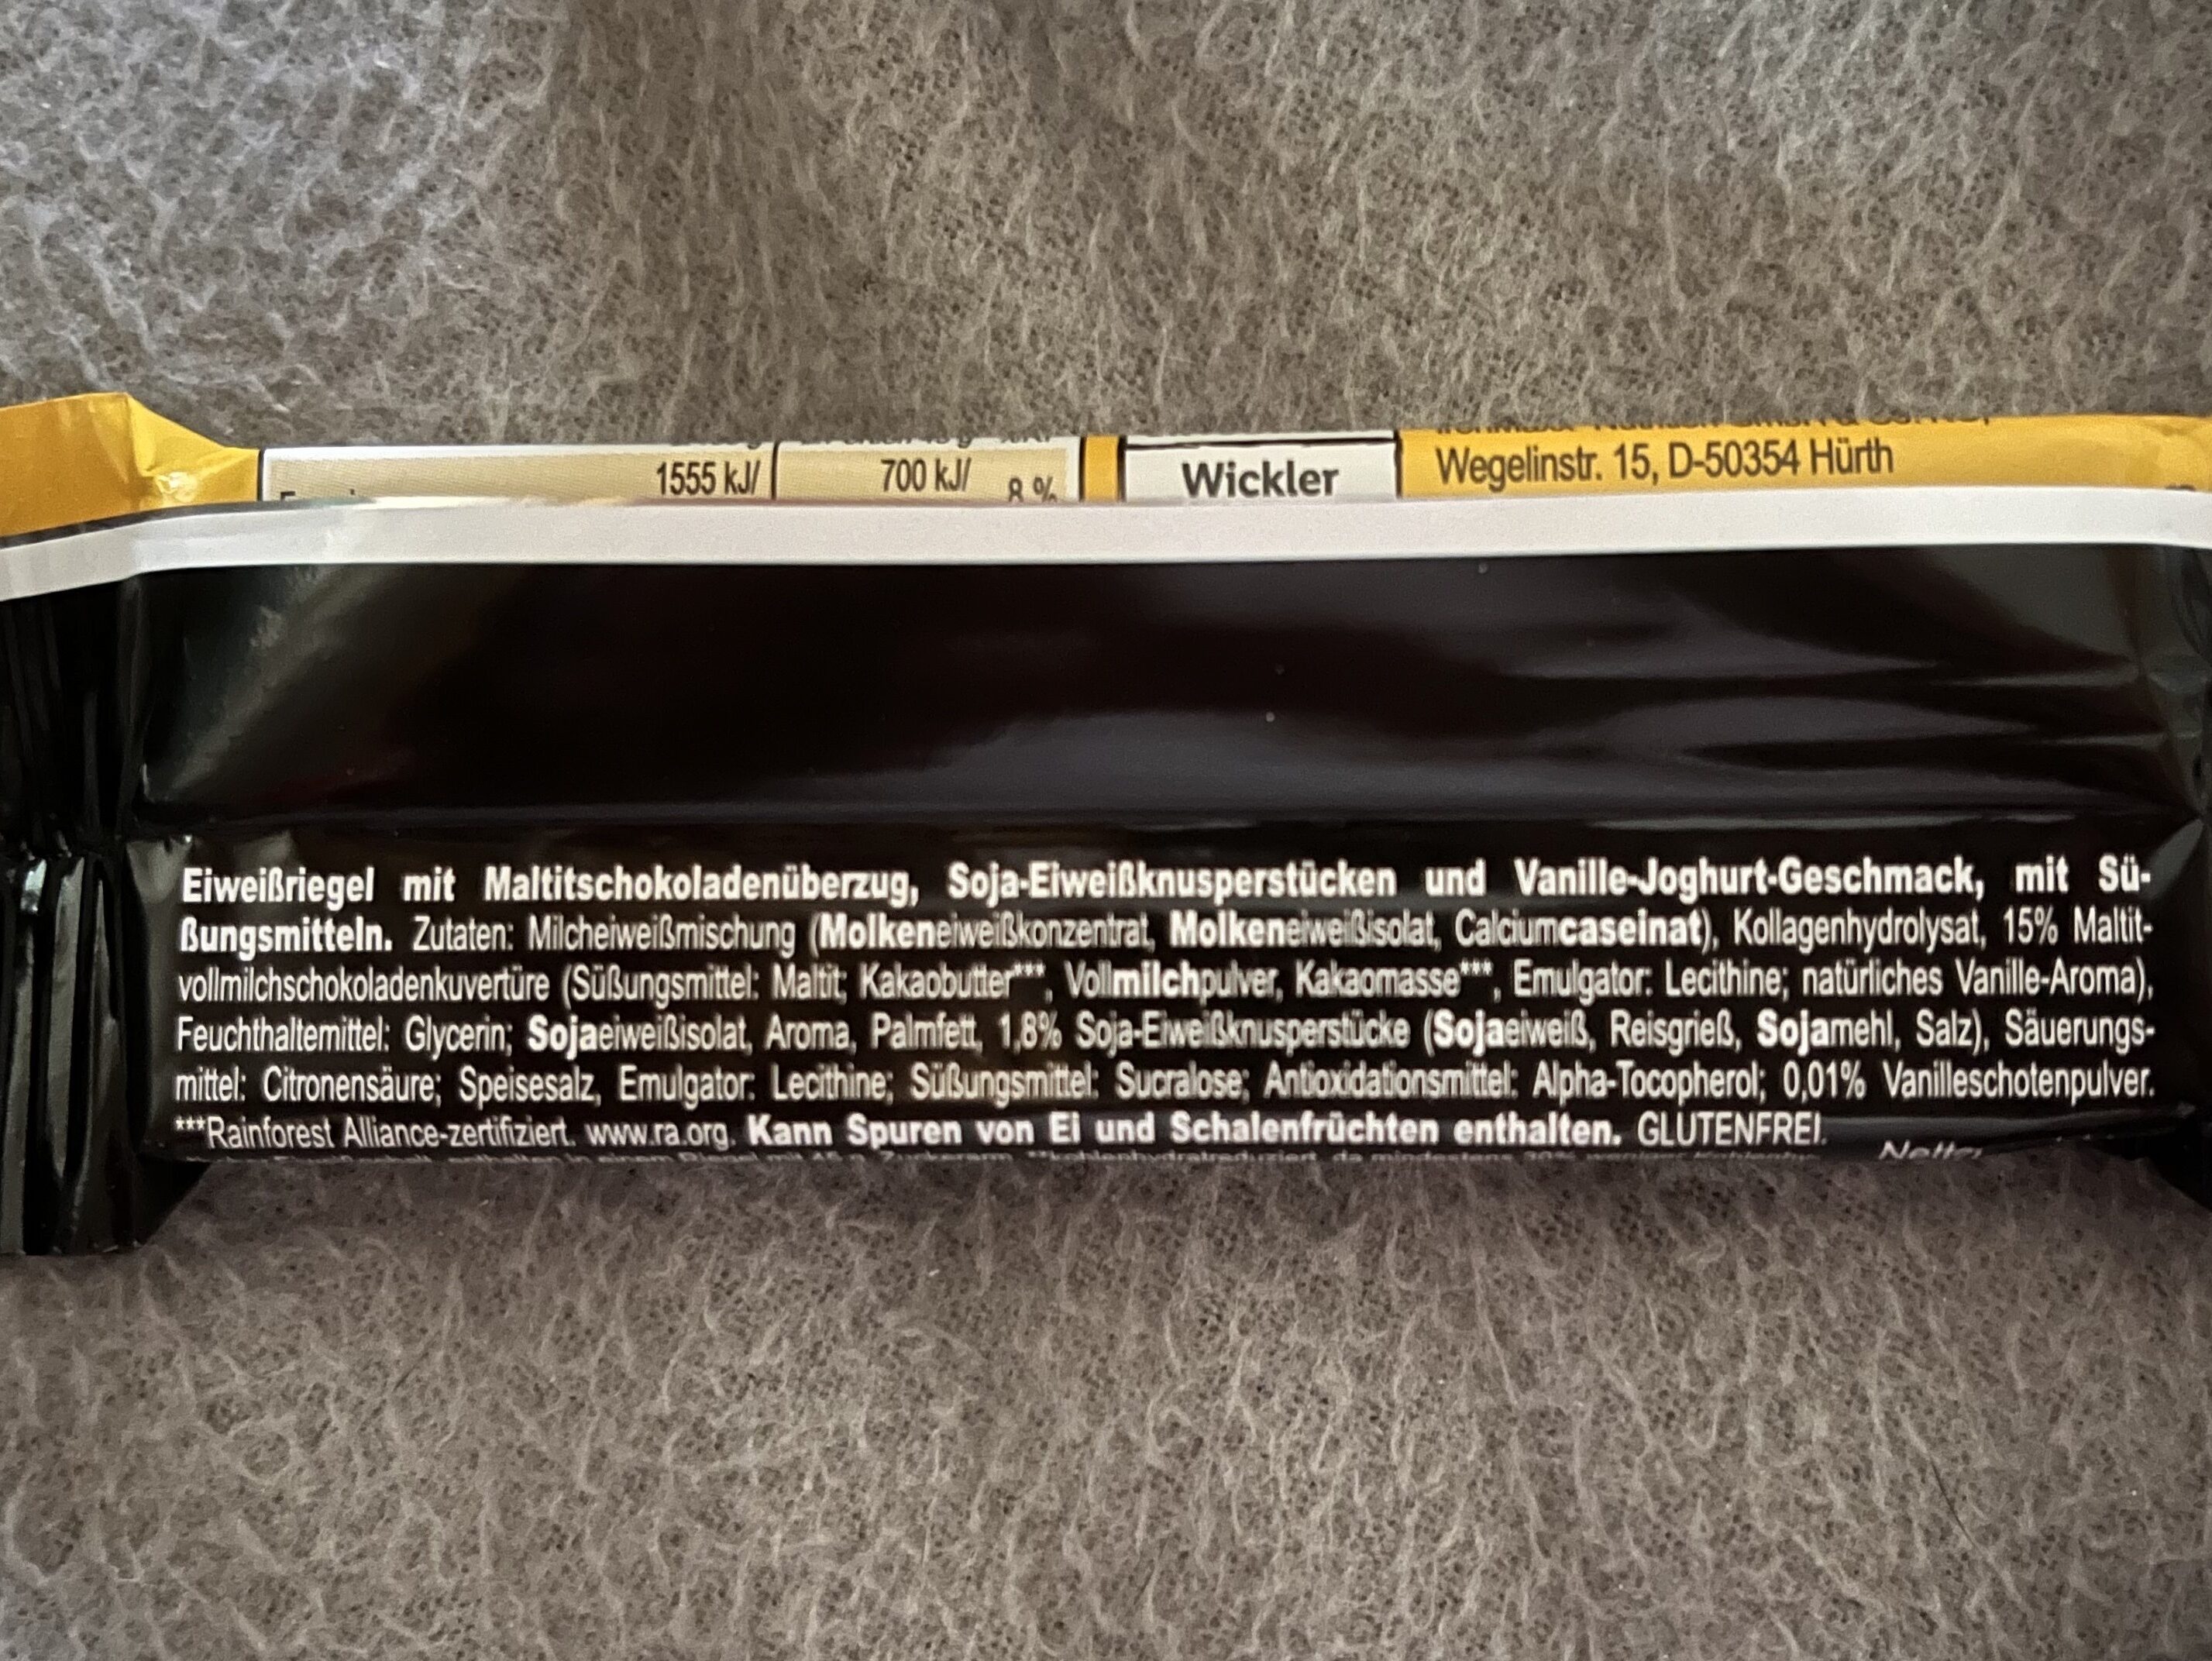 1555 kJ/ 700 kJ/ 8 %
Wickler
Wegelinstr. 15, D-50354 Hürth
Eiweißriegel mit Maltitschokoladenüberzug, Soja-Eiweißknusperstücken und Vanille-Joghurt-Geschmack, mit Sü-
ßungsmitteln. Zutaten: Milcheiweißmischung (Molkeneiweißkonzentrat, Molkeneiweißisolat, Calciumcaseinat), Kollagenhydrolysat, 15% Maltit-
vollmilchschokoladenkuvertüre (Süßungsmittel: Maltit; Kakaobutter***, Vollmilchpulver, Kakaomasse***, Emulgator: Lecithine; natürliches Vanille-Aroma),
Feuchthaltemittel: Glycerin; Sojaeiweißisolat, Aroma, Palmfett, 1,8% Soja-Eiweißknusperstücke (Sojaeiweiß, Reisgrieß, Sojamehl, Salz), Säuerungs-
mittel: Citronensäure; Speisesalz, Emulgator: Lecithine; Süßungsmittel: Sucralose; Antioxidationsmittel: Alpha-Tocopherol; 0,01% Vanilleschotenpulver.
***Rainforest Alliance-zertifiziert. www.ra.org. Kann Spuren von Ei und Schalenfrüchten enthalten. GLUTENFREI.